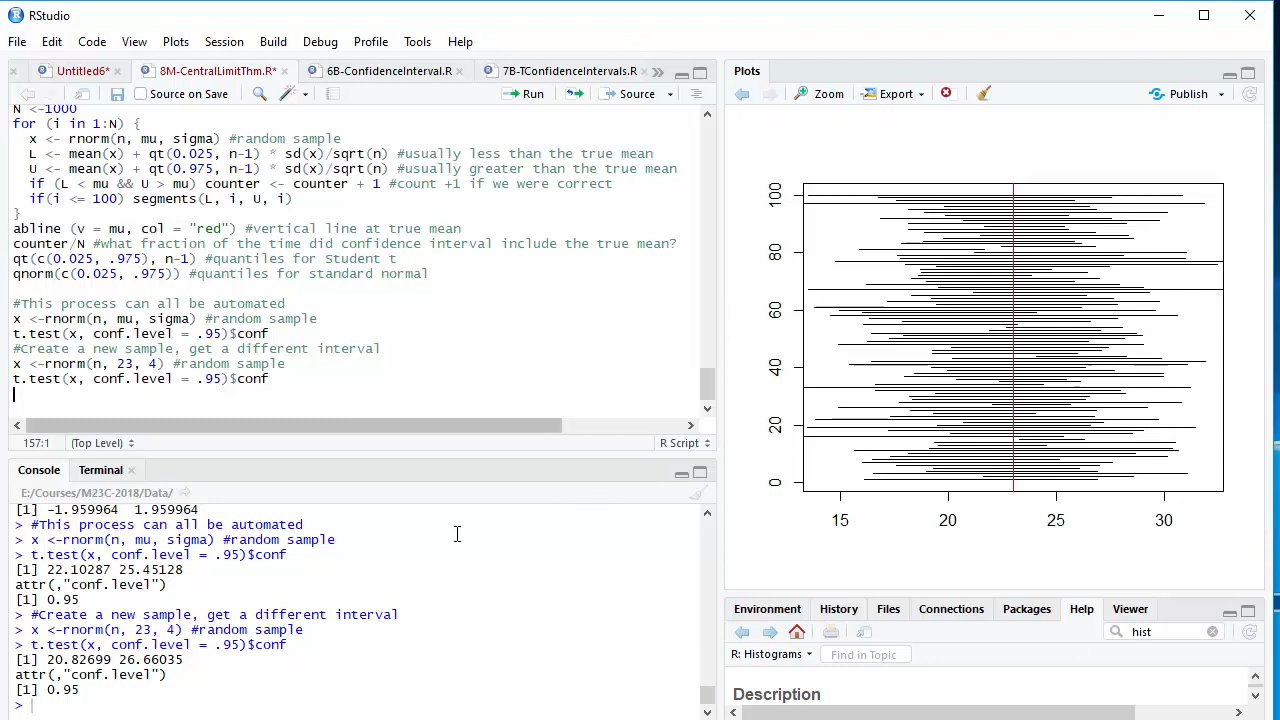 RStudio
File Edit Code View Plots Session Build Debug Profile Tools Help
Untitled6* 8M-CentralLimitThm.R* 6B-ConfidenceInterval.R 7B-TConfidenceIntervals.R
Source on Save Run Source
N <-1000
for (i in 1:N) {
x <- rnorm(n, mu, sigma) #random sample
L <- mean(x) + qt(0.025, n-1) * sd(x)/sqrt(n) #usually less than the true mean
U <- mean(x) + qt(0.975, n-1) * sd(x)/sqrt(n) #usually greater than the true mean
if (L < mu && U > mu) counter <- counter + 1 #count +1 if we were correct
if(i <= 100) segments(L, i, U, i)
}
abline (v = mu, col = "red") #vertical line at true mean
counter/N #what fraction of the time did confidence interval include the true mean?
qt(c(0.025, .975), n-1) #quantiles for Student t
qnorm(c(0.025, .975)) #quantiles for standard normal
#This process can all be automated
x <-rnorm(n, mu, sigma) #random sample
t.test(x, conf.level = .95)$conf
#Create a new sample, get a different interval
x <-rnorm(n, 23, 4) #random sample
t.test(x, conf.level = .95)$conf
157:1 (Top Level) R Script
Console Terminal
E:/Courses/M23C-2018/Data/
[1] -1.959964 1.959964
> #This process can all be automated
> x <-rnorm(n, mu, sigma) #random sample
> t.test(x, conf.level = .95)$conf
[1] 22.10287 25.45128
attr(,"conf.level")
[1] 0.95
> #Create a new sample, get a different interval
> x <-rnorm(n, 23, 4) #random sample
> t.test(x, conf.level = .95)$conf
[1] 20.82699 26.66035
attr(,"conf.level")
[1] 0.95
>
Plots
Zoom Export Publish
100
80
60
40
20
0
15 20 25 30
Environment History Files Connections Packages Help Viewer
hist
R: Histograms Find in Topic
Description